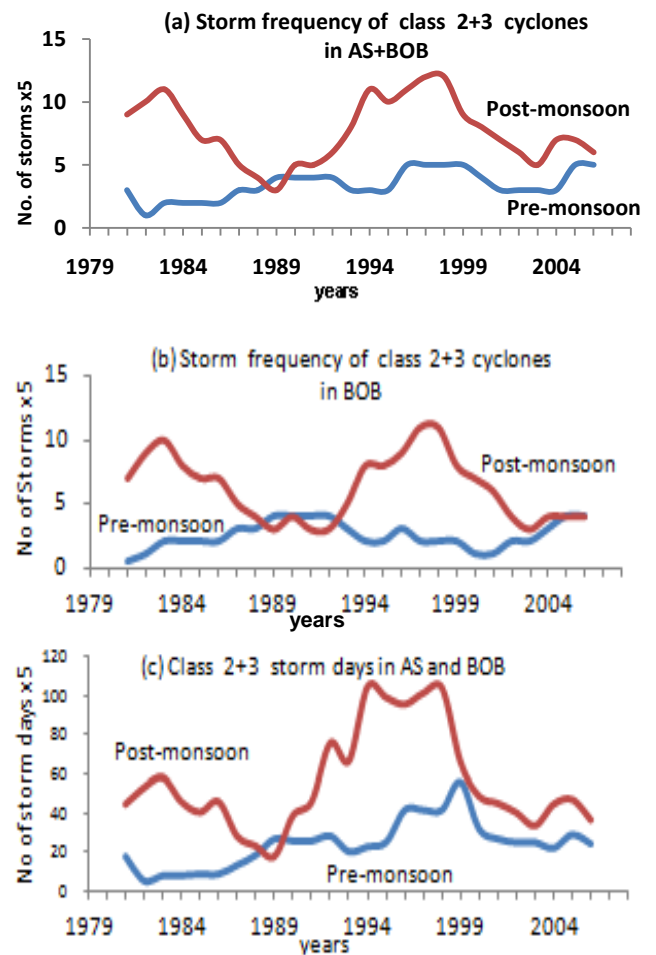 (a) Storm frequency of class 2+3 cyclones
in AS+BOB
No. of storms x5
15
10
5
0
Post-monsoon
Pre-monsoon
1979 1984 1989 1994 1999 2004
years
(b) Storm frequency of class 2+3 cyclones
in BOB
No of Storms x5
15
10
5
0
Post-monsoon
Pre-monsoon
1979 1984 1989 1994 1999 2004
years
(c) Class 2+3 storm days in AS and BOB
No of storm days x5
120
100
80
60
40
20
0
Post-monsoon
Pre-monsoon
1979 1984 1989 1994 1999 2004
years